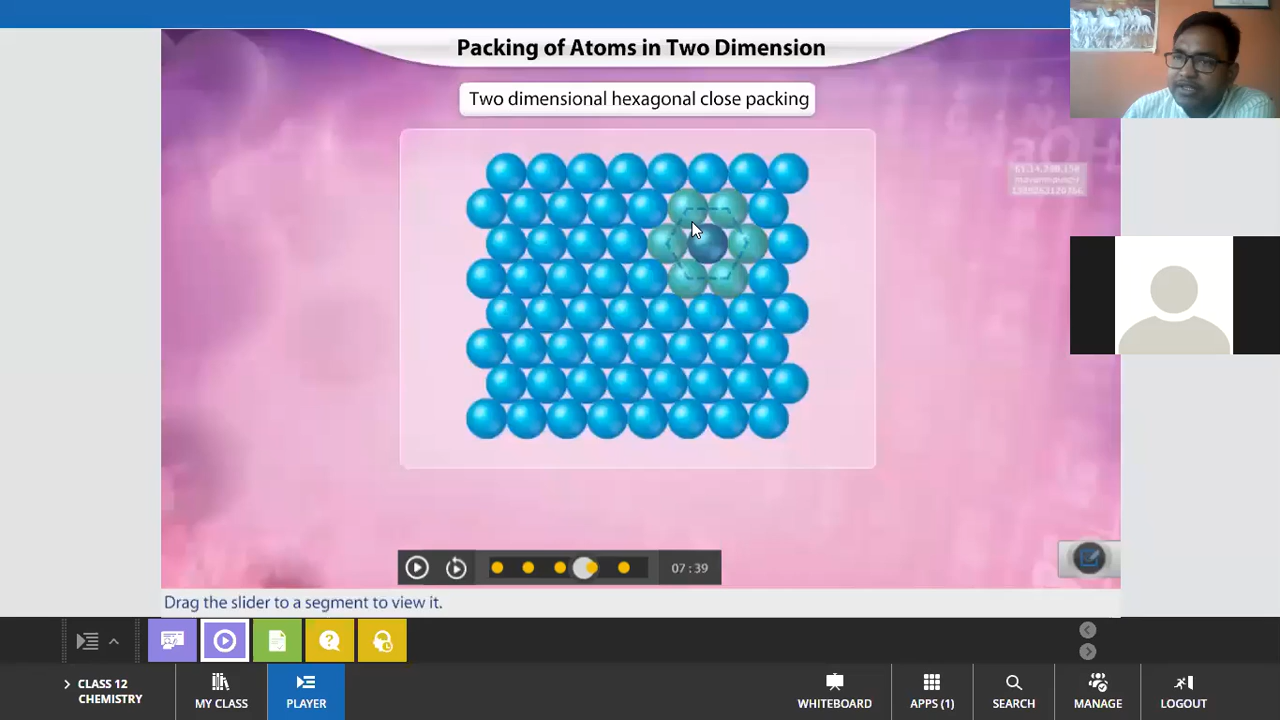 Packing of Atoms in Two Dimension
Two dimensional hexagonal close packing
07 : 39
Drag the slider to a segment to view it.
CLASS 12
CHEMISTRY
MY CLASS
PLAYER
WHITEBOARD
APPS (1)
SEARCH
MANAGE
LOGOUT